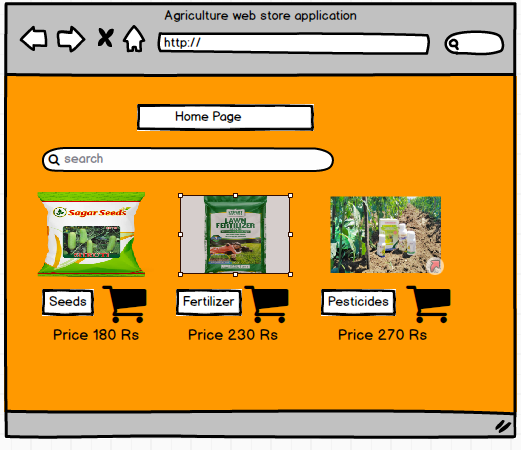 Agriculture web store application
http://
Home Page
search
Sagar Seeds
LAWN
FERTILIZER
Seeds
Fertilizer
Pesticides
Price 180 Rs
Price 230 Rs
Price 270 Rs